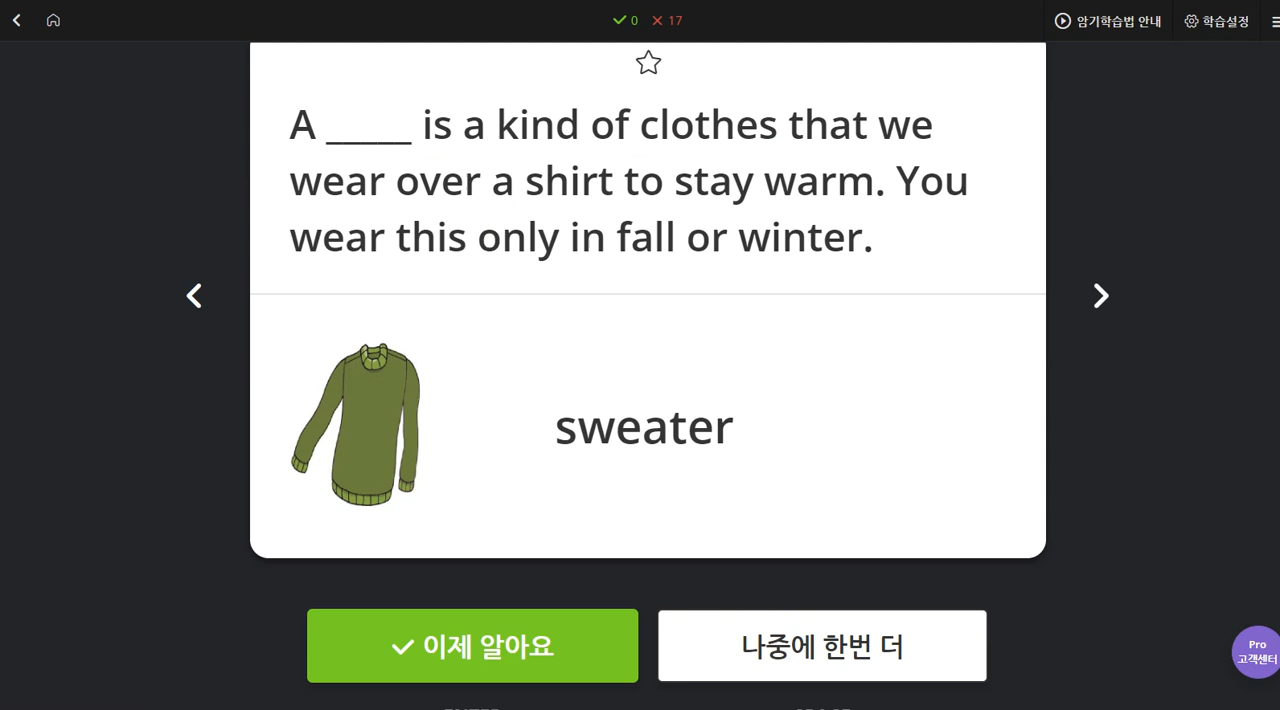 0 17
암기학습법 안내
학습설정
A _____ is a kind of clothes that we
wear over a shirt to stay warm. You
wear this only in fall or winter.
sweater
이제 알아요
나중에 한번 더
Pro
고객센터